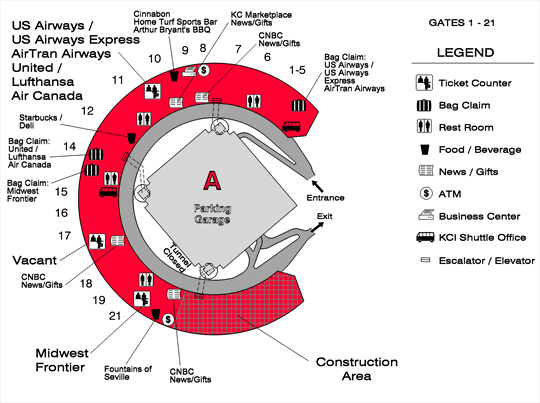 US Airways /
US Airways Express
AirTran Airways
United /
Lufthansa
Air Canada
Cinnabon
Home Turf Sports Bar
Arthur Bryant's BBQ
KC Marketplace
News/Gifts
CNBC
News/Gifts
GATES 1 - 21
11
10
9
8
7
6
1-5
Bag Claim:
US Airways /
US Airways
Express
AirTran Airways
12
Starbucks /
Deli
Bag Claim:
United /
Lufthansa
Air Canada
14
Bag Claim:
Midwest
Frontier
15
16
17
Vacant
CNBC
News/Gifts
18
19
21
Midwest
Frontier
Fountains of
Seville
CNBC
News/Gifts
Construction
Area
A
Parking
Garage
Tunnel
Closed
Entrance
Exit
LEGEND
Ticket Counter
Bag Claim
Rest Room
Food / Beverage
News / Gifts
$ ATM
Business Center
KCI Shuttle Office
Escalator / Elevator
$
$